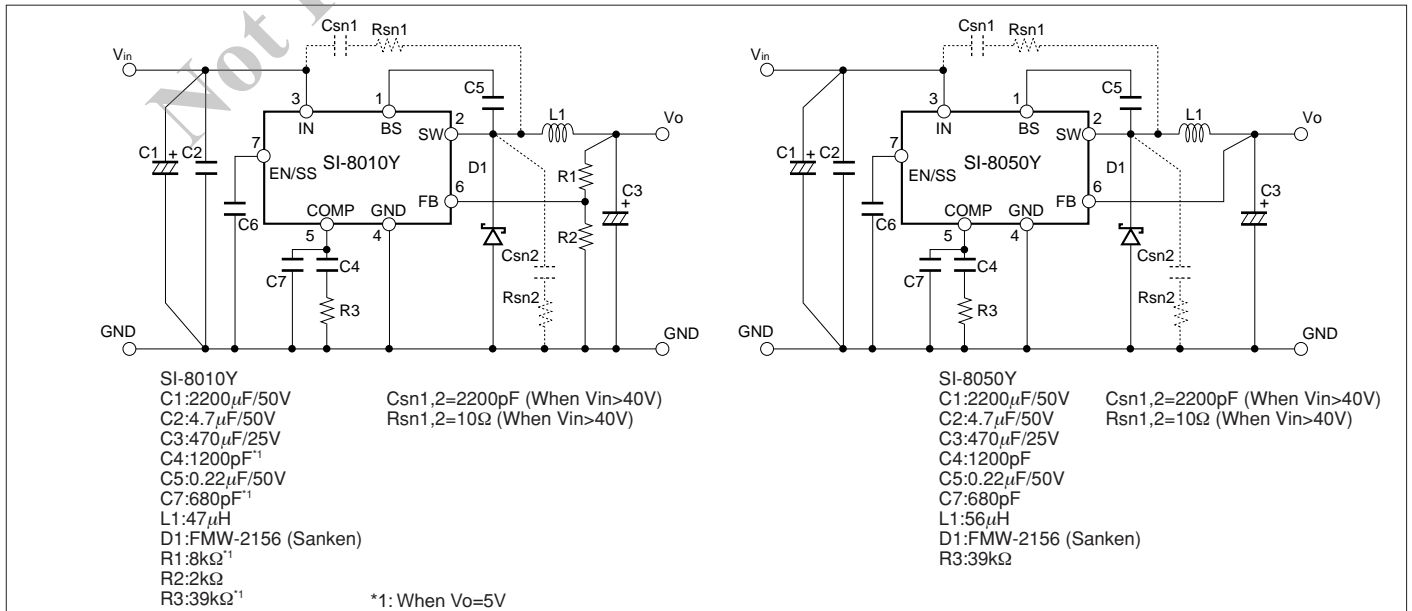 Not
Csn1
Rsn1
Vin
C5
3
1
IN
BS
2
SW
L1
Vo
7
C1
+
C2
SI-8010Y
D1
R1
EN/SS
6
FB
C3
+
COMP
GND
C6
5
4
R2
C7
C4
Csn2
R3
Rsn2
GND
GND
SI-8010Y
C1:2200μF/50V
C2:4.7μF/50V
C3:470μF/25V
C4:1200pF*1
C5:0.22μF/50V
C7:680pF*1
L1:47μH
D1:FMW-2156 (Sanken)
R1:8kΩ*1
R2:2kΩ
R3:39kΩ*1
Csn1,2=2200pF (When Vin>40V)
Rsn1,2=10Ω (When Vin>40V)
*1: When Vo=5V
Csn1
Rsn1
Vin
C5
3
1
IN
BS
2
SW
L1
Vo
7
C1
+
C2
SI-8050Y
D1
EN/SS
6
FB
C3
+
COMP
GND
C6
5
4
C7
C4
Csn2
R3
Rsn2
GND
GND
SI-8050Y
C1:2200μF/50V
C2:4.7μF/50V
C3:470μF/25V
C4:1200pF
C5:0.22μF/50V
C7:680pF
L1:56μH
D1:FMW-2156 (Sanken)
R3:39kΩ
Csn1,2=2200pF (When Vin>40V)
Rsn1,2=10Ω (When Vin>40V)